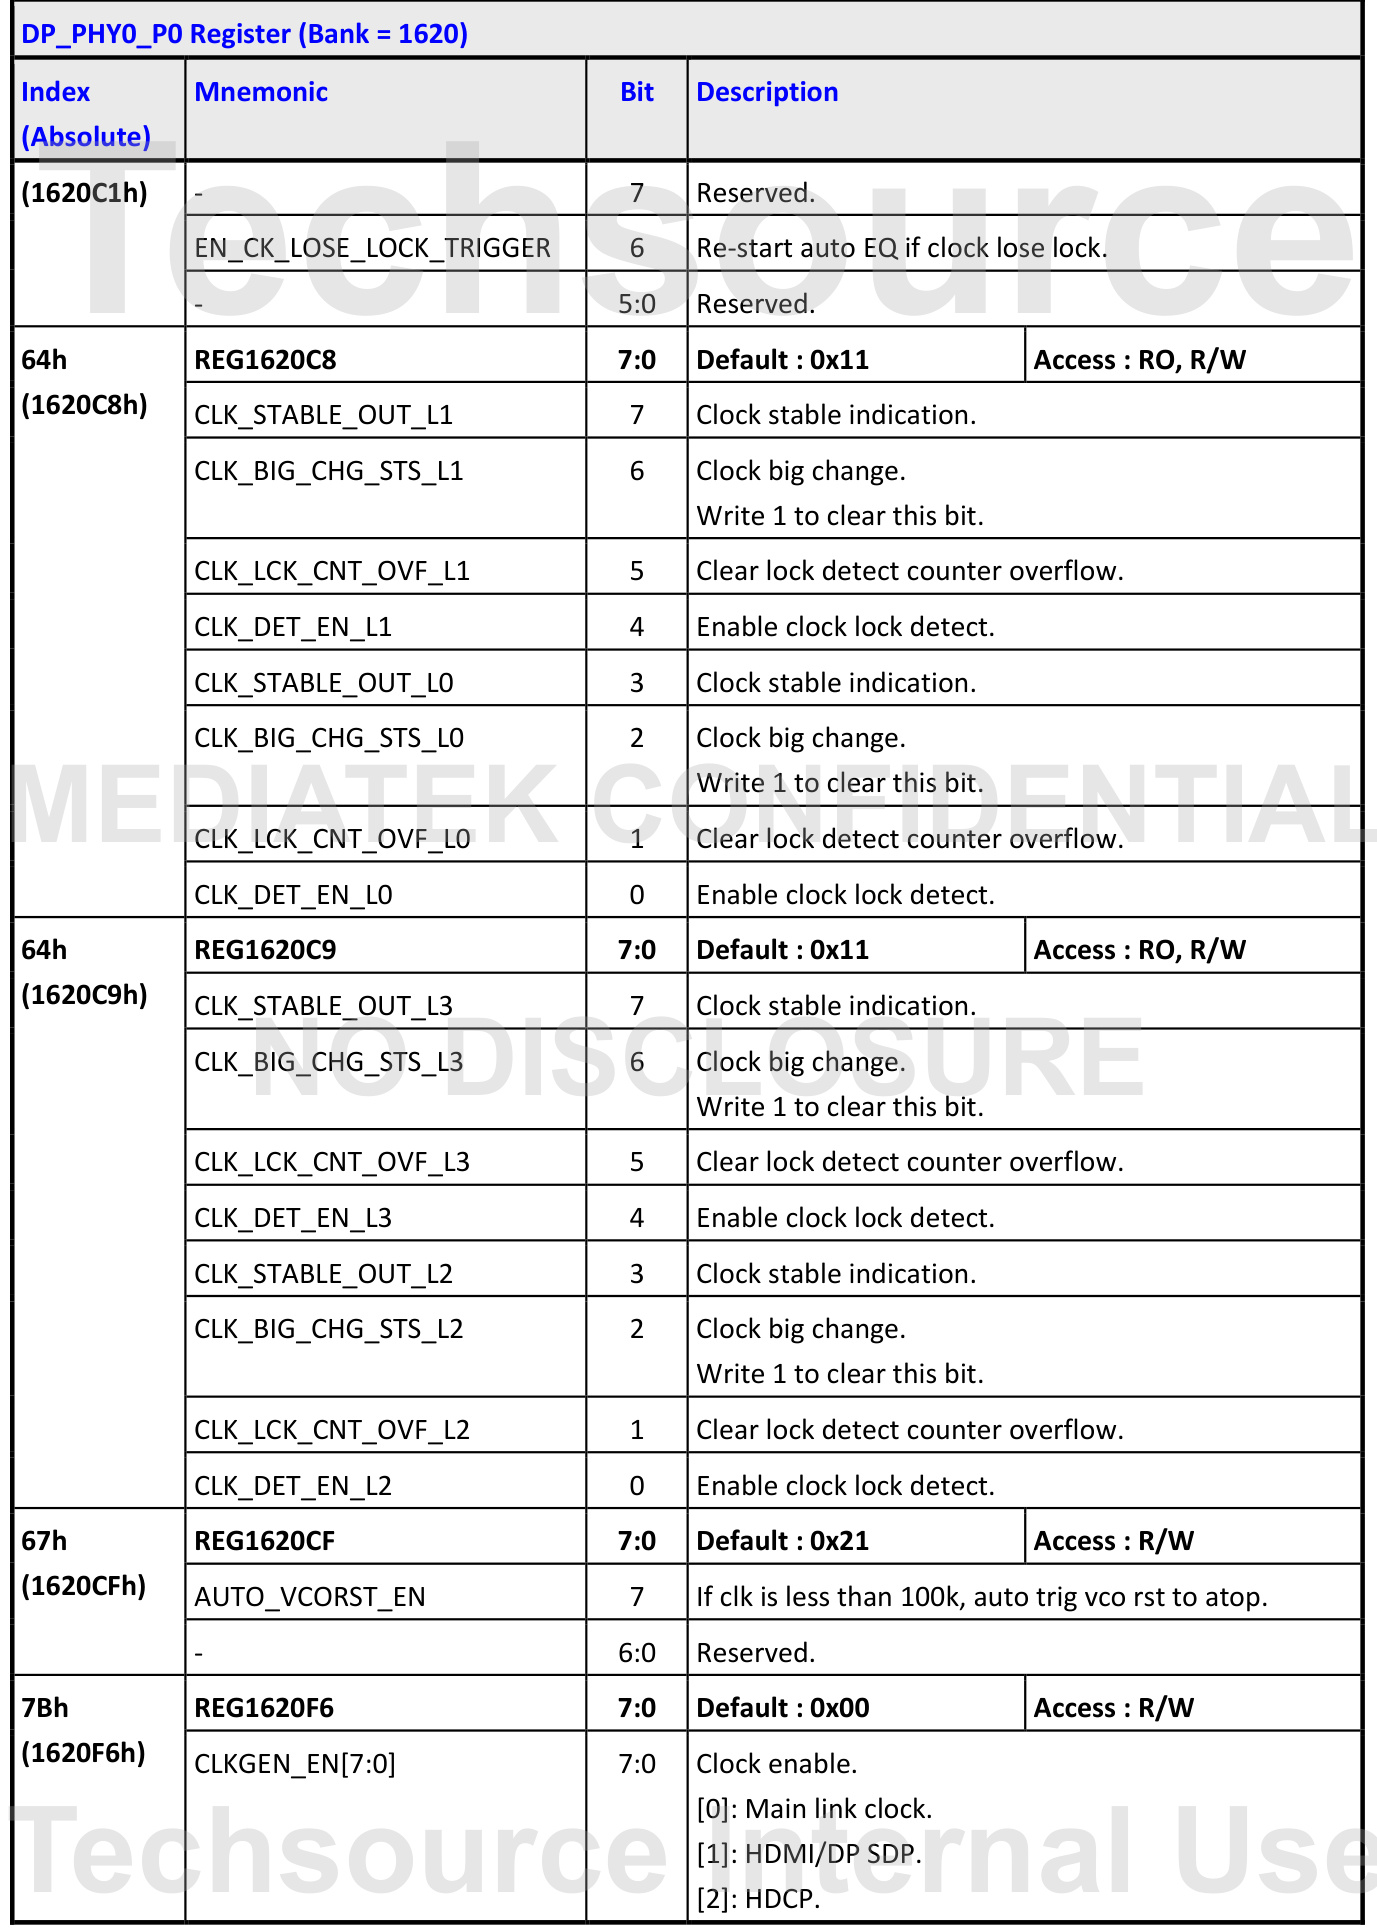 DP_PHY0_P0 Register (Bank = 1620)
Index (Absolute) Mnemonic Bit Description
(1620C1h) - 7 Reserved.
EN_CK_LOSE_LOCK_TRIGGER 6 Re-start auto EQ if clock lose lock.
- 5:0 Reserved.
64h REG1620C8 7:0 Default : 0x11 Access : RO, R/W
(1620C8h) CLK_STABLE_OUT_L1 7 Clock stable indication.
CLK_BIG_CHG_STS_L1 6 Clock big change.
Write 1 to clear this bit.
CLK_LCK_CNT_OVF_L1 5 Clear lock detect counter overflow.
CLK_DET_EN_L1 4 Enable clock lock detect.
CLK_STABLE_OUT_L0 3 Clock stable indication.
CLK_BIG_CHG_STS_L0 2 Clock big change.
Write 1 to clear this bit.
CLK_LCK_CNT_OVF_L0 1 Clear lock detect counter overflow.
CLK_DET_EN_L0 0 Enable clock lock detect.
64h REG1620C9 7:0 Default : 0x11 Access : RO, R/W
(1620C9h) CLK_STABLE_OUT_L3 7 Clock stable indication.
CLK_BIG_CHG_STS_L3 6 Clock big change.
Write 1 to clear this bit.
CLK_LCK_CNT_OVF_L3 5 Clear lock detect counter overflow.
CLK_DET_EN_L3 4 Enable clock lock detect.
CLK_STABLE_OUT_L2 3 Clock stable indication.
CLK_BIG_CHG_STS_L2 2 Clock big change.
Write 1 to clear this bit.
CLK_LCK_CNT_OVF_L2 1 Clear lock detect counter overflow.
CLK_DET_EN_L2 0 Enable clock lock detect.
67h REG1620CF 7:0 Default : 0x21 Access : R/W
(1620CFh) AUTO_VCORST_EN 7 If clk is less than 100k, auto trig vco rst to atop.
- 6:0 Reserved.
7Bh REG1620F6 7:0 Default : 0x00 Access : R/W
(1620F6h) CLKGEN_EN[7:0] 7:0 Clock enable.
[0]: Main link clock.
[1]: HDMI/DP SDP.
[2]: HDCP.
Techsource
MEDIATEK CONFIDENTIAL
NO DISCLOSURE
Techsource Internal Use